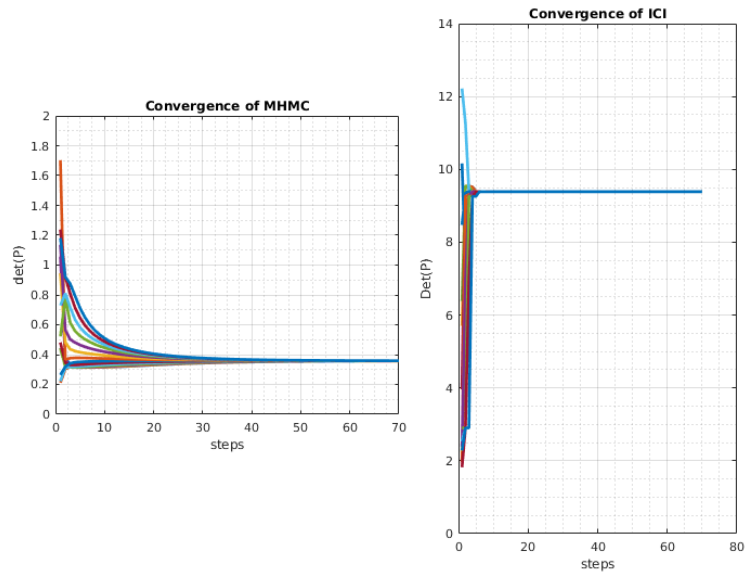 Convergence of MHMC
det(P)
2
1.8
1.6
1.4
1.2
1
0.8
0.6
0.4
0.2
0
0 10 20 30 40 50 60 70
steps
Convergence of ICI
Det(P)
14
12
10
8
6
4
2
0
0 20 40 60 80
steps